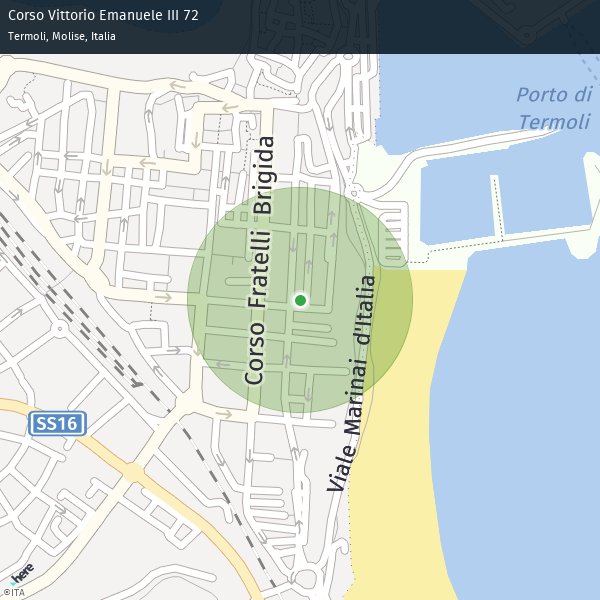 Corso Vittorio Emanuele III 72
Termoli, Molise, Italia
Porto di
Termoli
Corso Fratelli Brigida
Viale Marinai d'Italia
SS16
here
©ITA